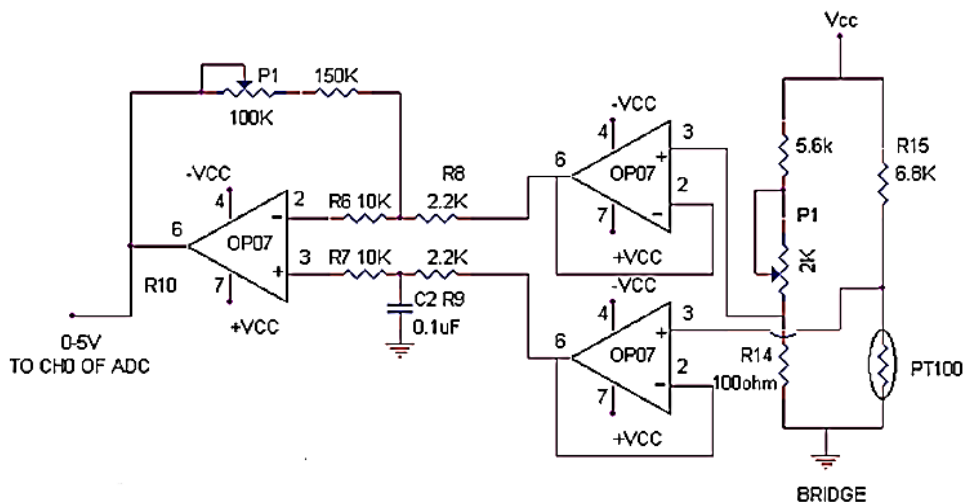 Vcc
P1
150K
100K
-VCC
4
3
6
OP07
2
7
+VCC
5.6k
R15
6.8K
P1
2K
R8
R6 10K
2.2K
-VCC
4
2
6
OP07
3
7
+VCC
R10
R7 10K
2.2K
C2
R9
0.1uF
-VCC
4
3
6
OP07
2
7
+VCC
R14
100ohm
PT100
0-5V
TO CH0 OF ADC
BRIDGE